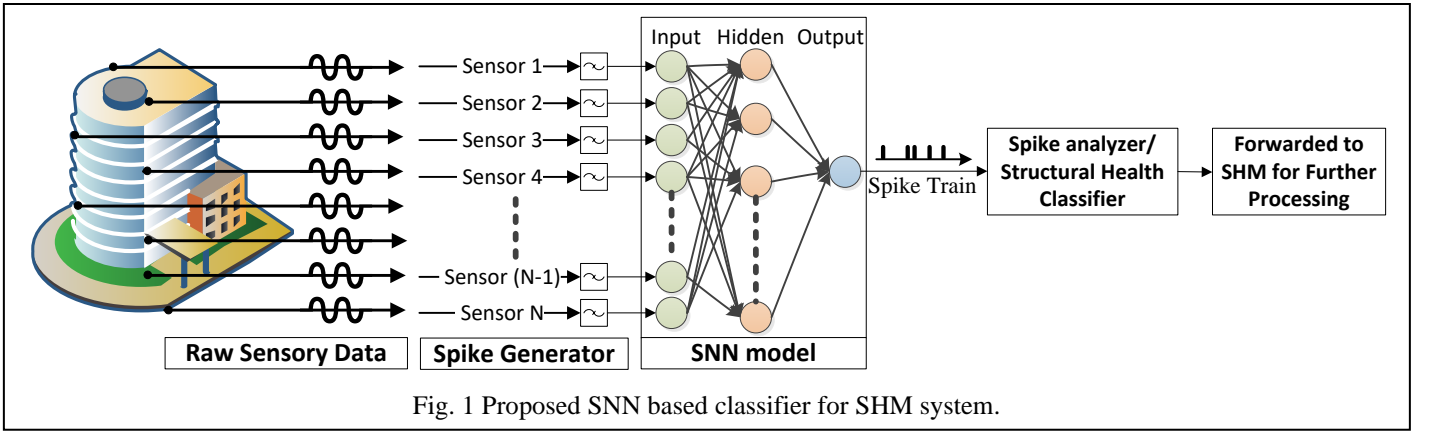 Input Hidden Output
Sensor 1
Sensor 2
Sensor 3
Sensor 4
Sensor (N-1)
Sensor N
Spike Train
Spike analyzer/
Structural Health
Classifier
Forwarded to
SHM for Further
Processing
Raw Sensory Data
Spike Generator
SNN model
Fig. 1 Proposed SNN based classifier for SHM system.